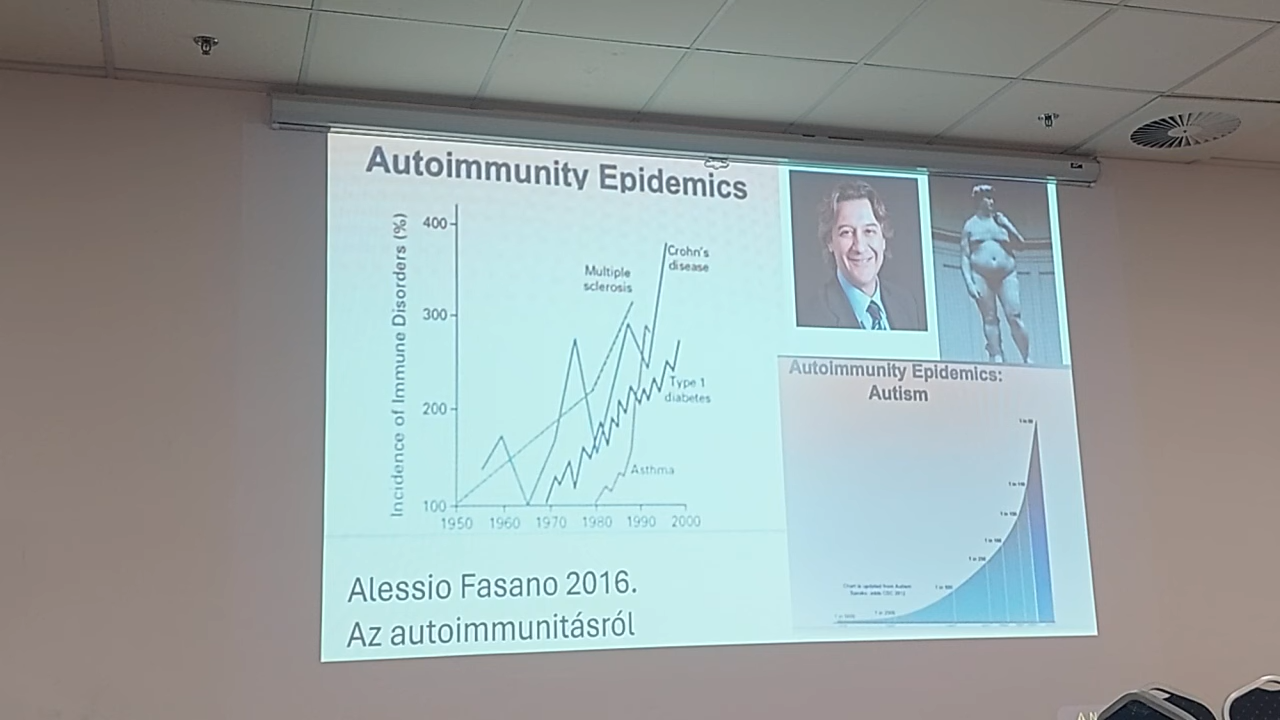 Autoimmunity Epidemics
Incidence of Immune Disorders (%)
400
300
200
100
1950 1960 1970 1980 1990 2000
Multiple
sclerosis
Crohn's
disease
Type 1
diabetes
Asthma
Alessio Fasano 2016.
Az autoimmunitásról
Autoimmunity Epidemics:
Autism